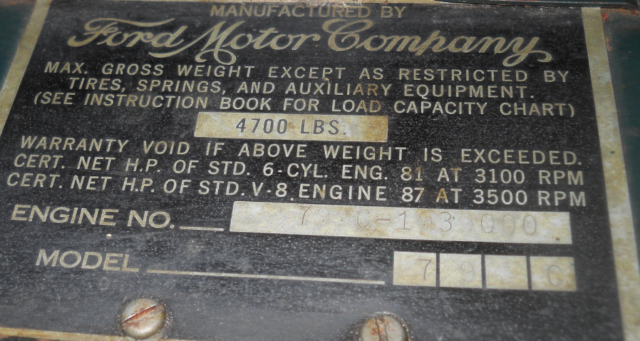 MANUFACTURED BY
Ford Motor Company
MAX. GROSS WEIGHT EXCEPT AS RESTRICTED BY
TIRES, SPRINGS, AND AUXILIARY EQUIPMENT.
(SEE INSTRUCTION BOOK FOR LOAD CAPACITY CHART)
4700 LBS.
WARRANTY VOID IF ABOVE WEIGHT IS EXCEEDED.
CERT. NET H.P. OF STD. 6-CYL. ENG. 81 AT 3100 RPM
CERT. NET H.P. OF STD. V-8. ENGINE 87 AT 3500 RPM
ENGINE NO.
MODEL